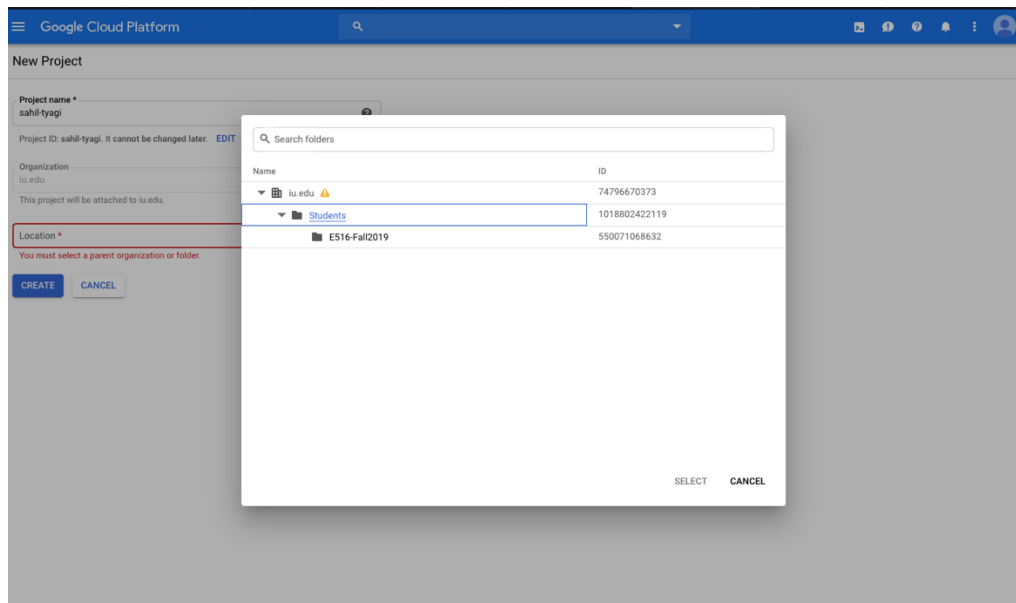 Google Cloud Platform
New Project
Project name *
sahil-tyagi
Project ID: sahil-tyagi. It cannot be changed later. EDIT
Organization
iu.edu
This project will be attached to iu.edu.
Location *
You must select a parent organization or folder.
CREATE CANCEL
Search folders
Name ID
iu.edu 74796670373
Students 1018802422119
E516-Fall2019 550071068632
SELECT CANCEL